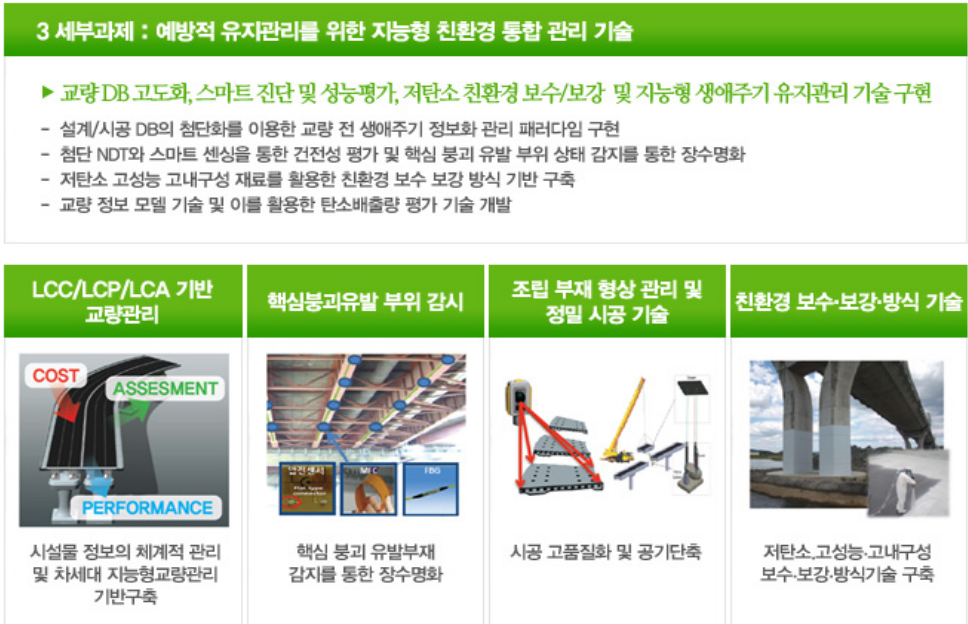 3 세부과제 : 예방적 유지관리를 위한 지능형 친환경 통합 관리 기술
▶ 교량 DB 고도화, 스마트 진단 및 성능평가, 저탄소 친환경 보수/보강 및 지능형 생애주기 유지관리 기술 구현
- 설계/시공 DB의 첨단화를 이용한 교량 전 생애주기 정보화 관리 패러다임 구현
- 첨단 NDT와 스마트 센싱을 통한 건전성 평가 및 핵심 붕괴 유발 부위 상태 감지를 통한 장수명화
- 저탄소 고성능 고내구성 재료를 활용한 친환경 보수 보강 방식 기반 구축
- 교량 정보 모델 기술 및 이를 활용한 탄소배출량 평가 기술 개발
LCC/LCP/LCA 기반
교량관리
COST
ASSESMENT
PERFORMANCE
시설물 정보의 체계적 관리
및 차세대 지능형교량관리
기반구축
핵심붕괴유발 부위 감시
압전센서
Flat type
MFC
FBG
핵심 붕괴 유발부재
감지를 통한 장수명화
조립 부재 형상 관리 및
정밀 시공 기술
시공 고품질화 및 공기단축
친환경 보수·보강·방식 기술
저탄소.고성능·고내구성
보수·보강·방식기술 구축